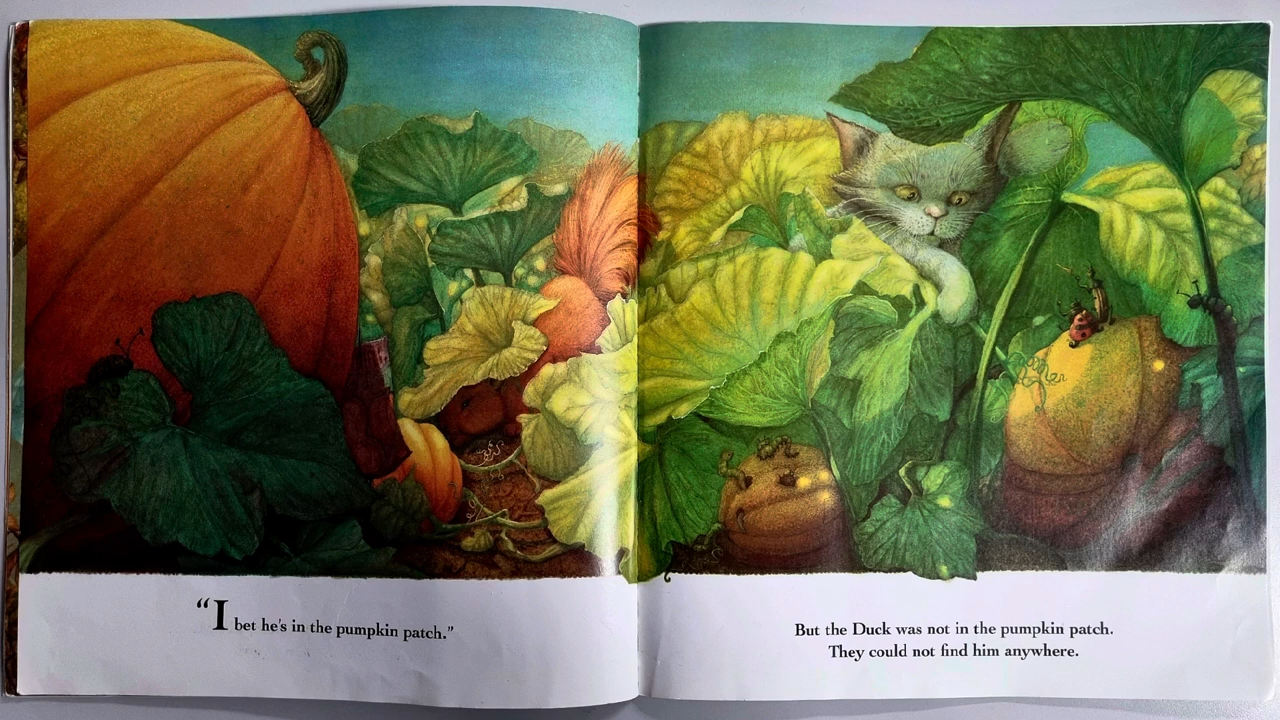 “I bet he’s in the pumpkin patch.”
But the Duck was not in the pumpkin patch.
They could not find him anywhere.